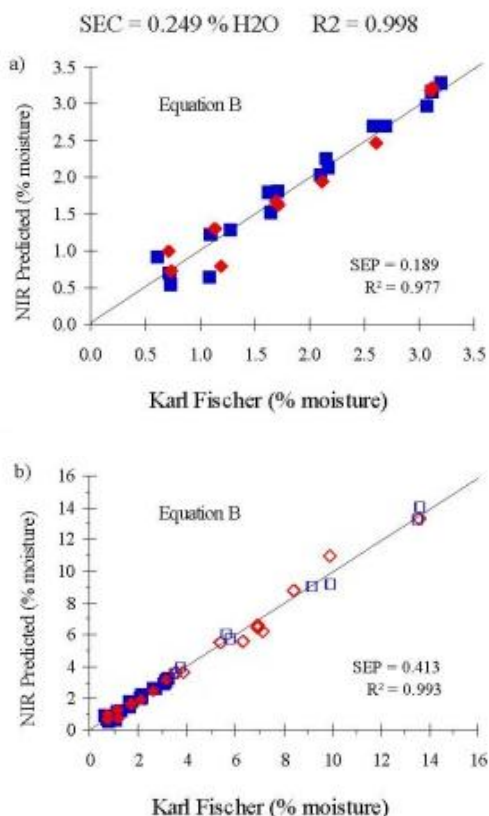 SEC = 0.249 % H2O R2 = 0.998
a)
3.5
3.0
2.5
2.0
1.5
1.0
0.5
0.0
NIR Predicted (% moisture)
Equation B
SEP = 0.189
R² = 0.977
0.0 0.5 1.0 1.5 2.0 2.5 3.0 3.5
Karl Fischer (% moisture)
b)
16
14
12
10
8
6
4
2
0
NIR Predicted (% moisture)
Equation B
SEP = 0.413
R² = 0.993
0 2 4 6 8 10 12 14 16
Karl Fischer (% moisture)